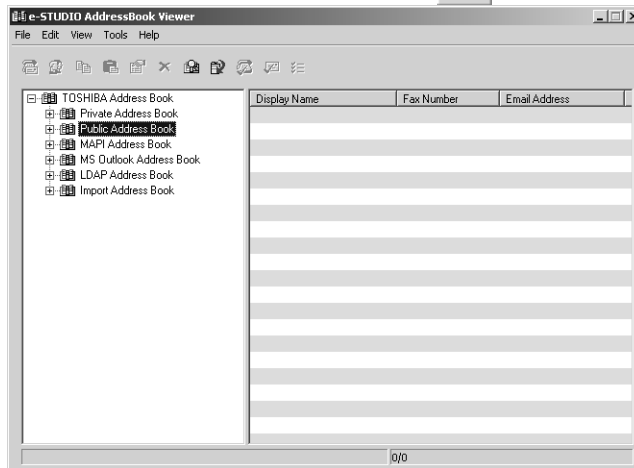 e-STUDIO AddressBook Viewer
File Edit View Tools Help
TOSHIBA Address Book
Private Address Book
Public Address Book
MAPI Address Book
MS Outlook Address Book
LDAP Address Book
Import Address Book
Display Name Fax Number Email Address
0/0